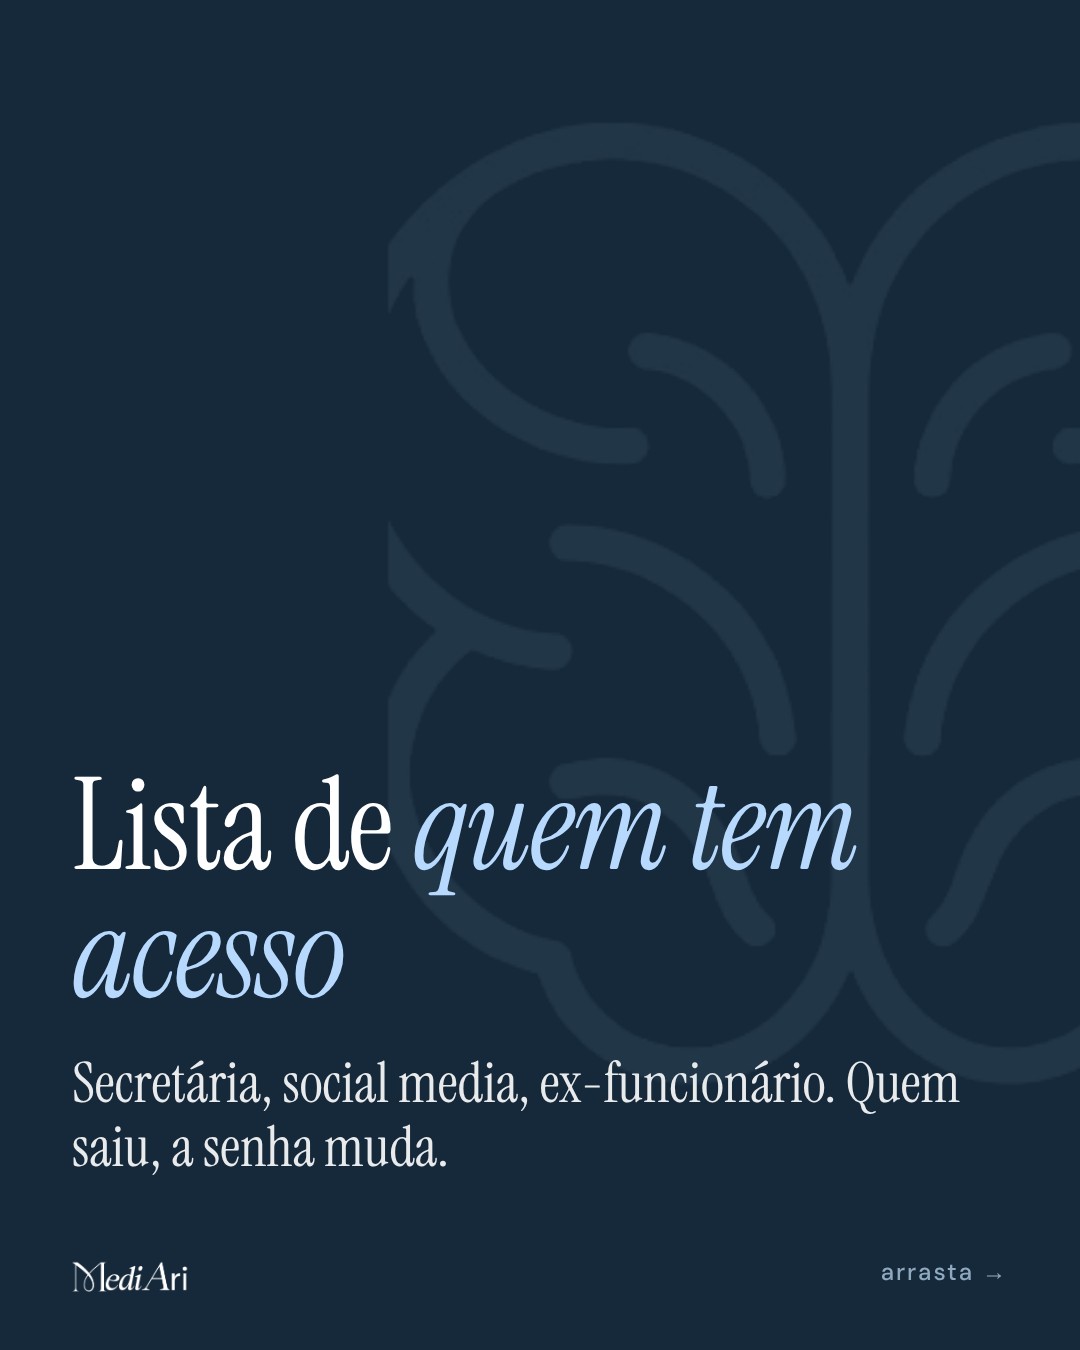 Lista de quem tem
acesso
Secretária, social media, ex-funcionário. Quem
saiu, a senha muda.
MediAri
arrasta →